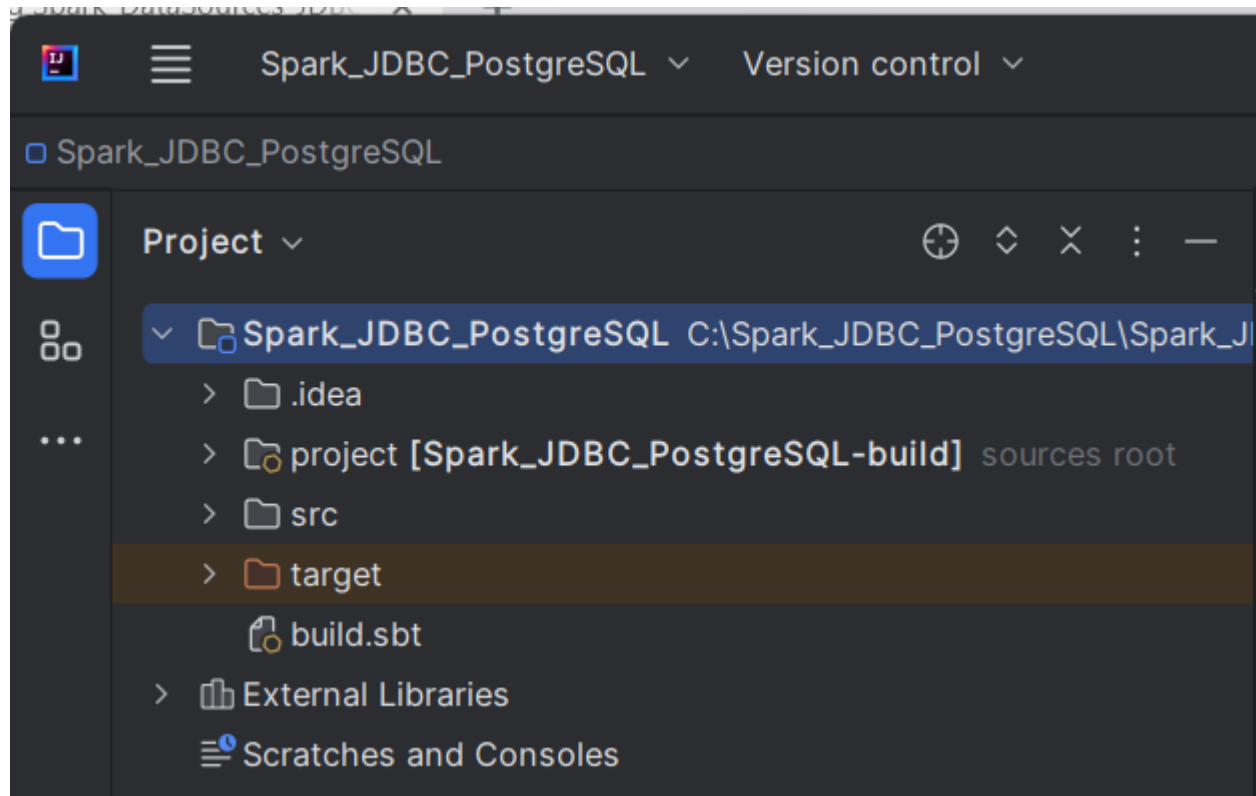 Spark_JDBC_PostgreSQL Version control
Spark_JDBC_PostgreSQL
Project
Spark_JDBC_PostgreSQL C:\Spark_JDBC_PostgreSQL\Spark_J
.idea
project [Spark_JDBC_PostgreSQL-build] sources root
src
target
build.sbt
External Libraries
Scratches and Consoles